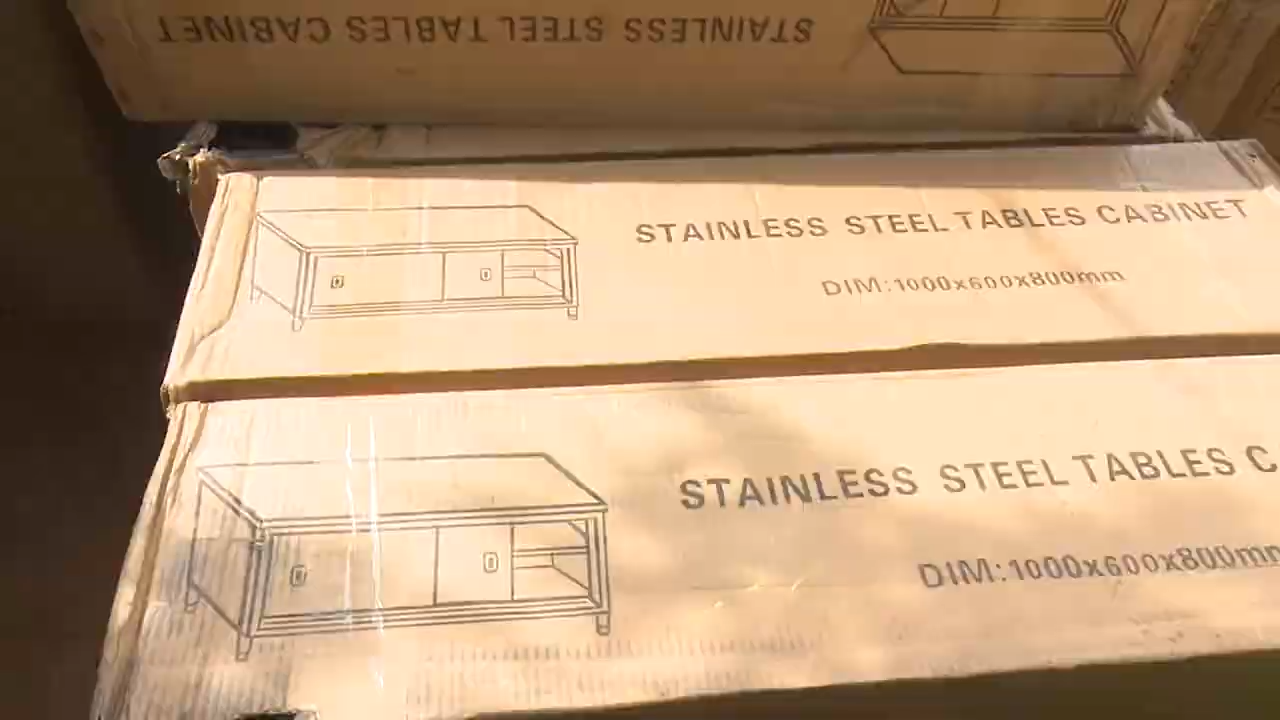 STAINLESS STEEL TABLES CABINET
STAINLESS STEEL TABLES CABINET
DIM:1000x600x800mm
STAINLESS STEEL TABLES C
DIM:1000x600x800mm